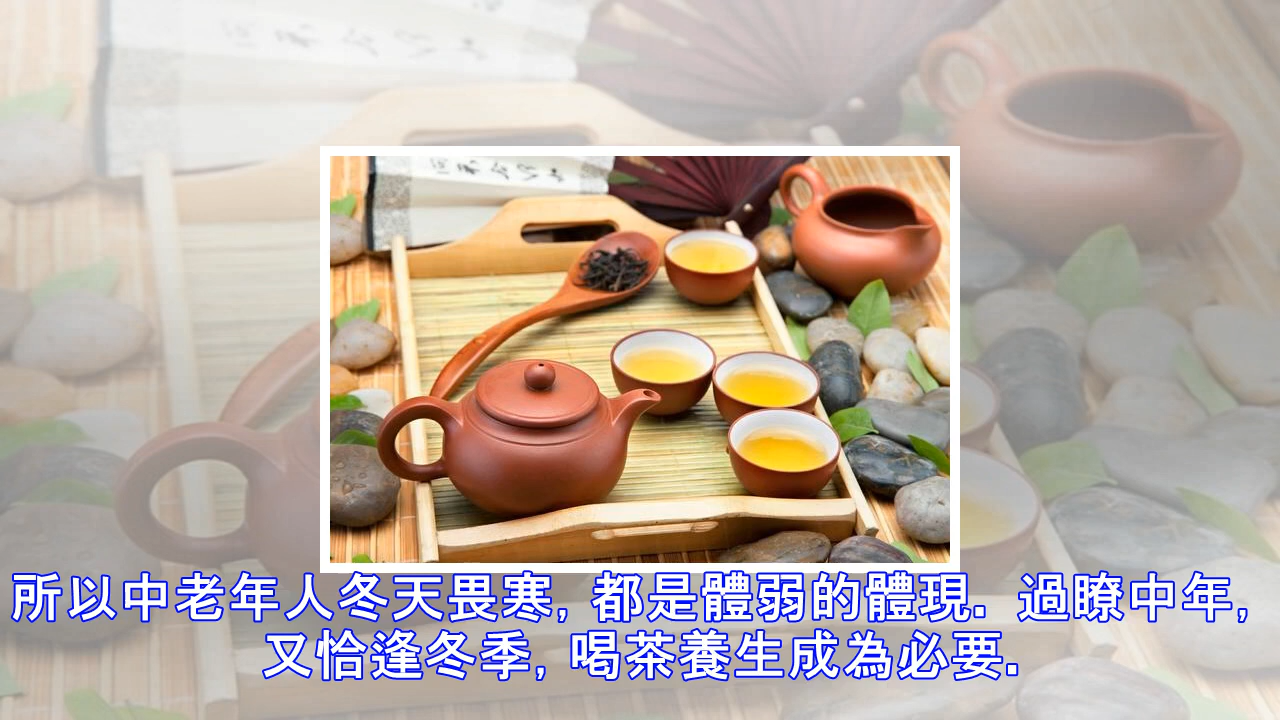 所以中老年人冬天畏寒, 都是體弱的體現. 過瞭中年,
又恰逢冬季, 喝茶養生成為必要.